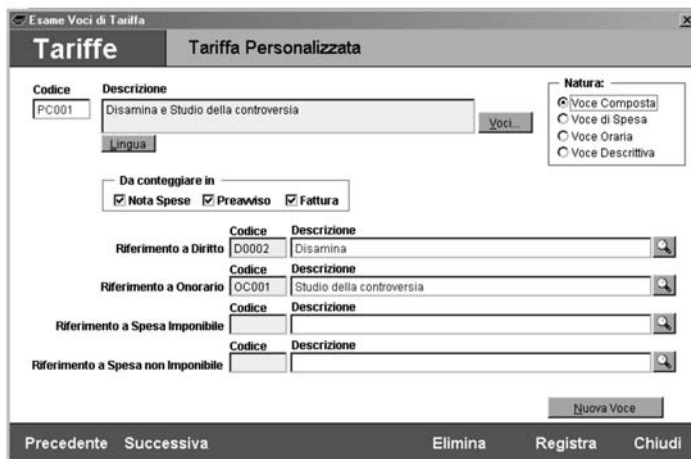 Esame Voci di Tariffa
Tariffe Tariffa Personalizzata
Codice Descrizione
PC001 Disamina e Studio della controversia
Voci...
Lingua
Natura:
Voce Composta
Voce di Spesa
Voce Oraria
Voce Descrittiva
Da conteggiare in
Nota Spese Preavviso Fattura
Codice Descrizione
Riferimento a Diritto D0002 Disamina
Codice Descrizione
Riferimento a Onorario OC001 Studio della controversia
Codice Descrizione
Riferimento a Spesa Imponibile
Codice Descrizione
Riferimento a Spesa non Imponibile
Nuova Voce
Precedente Successiva Elimina Registra Chiudi